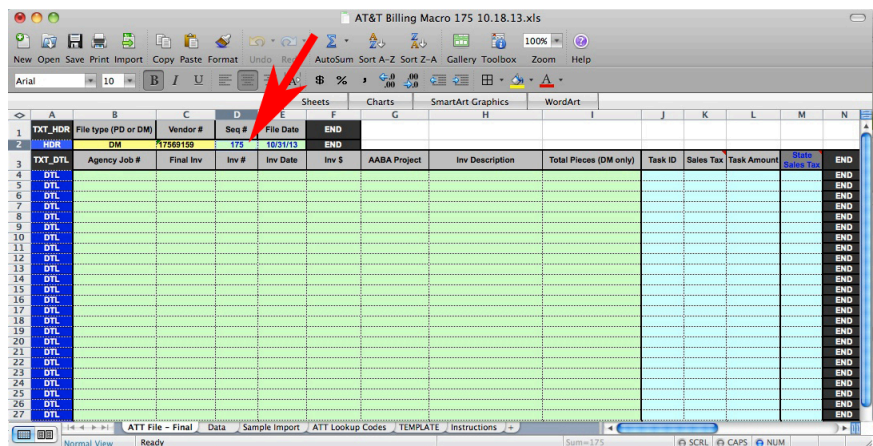 AT&T Billing Macro 175 10.18.13.xls
100%
New Open Save Print Import Copy Paste Format Undo Redo AutoSum Sort A-Z Sort Z-A Gallery Toolbox Zoom Help
Arial 10 B I U $ %
Sheets Charts SmartArt Graphics WordArt
A B C D E F G H I J K L M N
1 TXT_HDR File type (PD or DM) Vendor # Seq # File Date END
2 HDR DM 17569159 175 10/31/13 END
3 TXT_DTL Agency Job # Final Inv Inv # Inv Date Inv $ AABA Project Inv Description Total Pieces (DM only) Task ID Sales Tax Task Amount State Sales Tax END
4 DTL END
5 DTL END
6 DTL END
7 DTL END
8 DTL END
9 DTL END
10 DTL END
11 DTL END
12 DTL END
13 DTL END
14 DTL END
15 DTL END
16 DTL END
17 DTL END
18 DTL END
19 DTL END
20 DTL END
21 DTL END
22 DTL END
23 DTL END
24 DTL END
25 DTL END
26 DTL END
27 DTL END
ATT File - Final Data Sample Import ATT Lookup Codes TEMPLATE Instructions +
Normal View Ready Sum=175 SCRL CAPS NUM